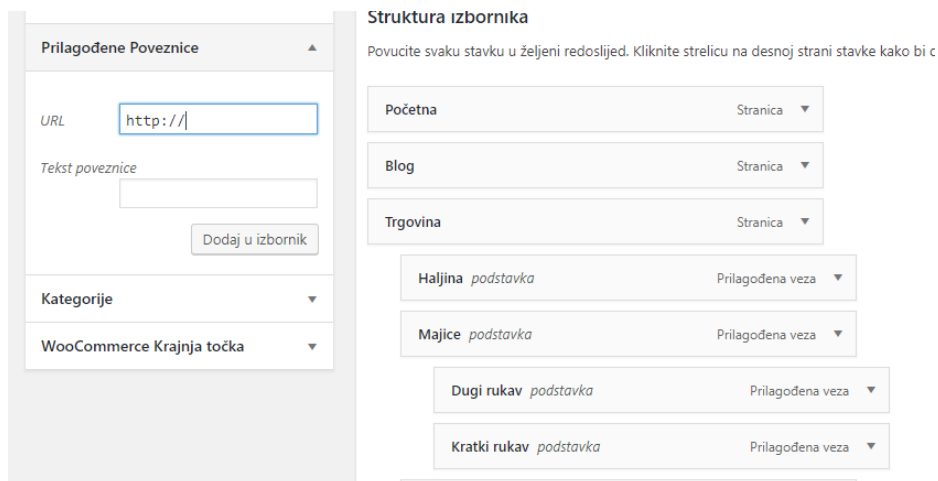 Struktura izbornika
Prilagođene Poveznice
Povucite svaku stavku u željeni redoslijed. Kliknite strelicu na desnoj strani stavke kako bi
URL http://
Tekst poveznice
Dodaj u izbornik
Kategorije
WooCommerce Krajnja točka
Početna Stranica
Blog Stranica
Trgovina Stranica
Haljina podstavka Prilagođena veza
Majice podstavka Prilagođena veza
Dugi rukav podstavka Prilagođena veza
Kratki rukav podstavka Prilagođena veza